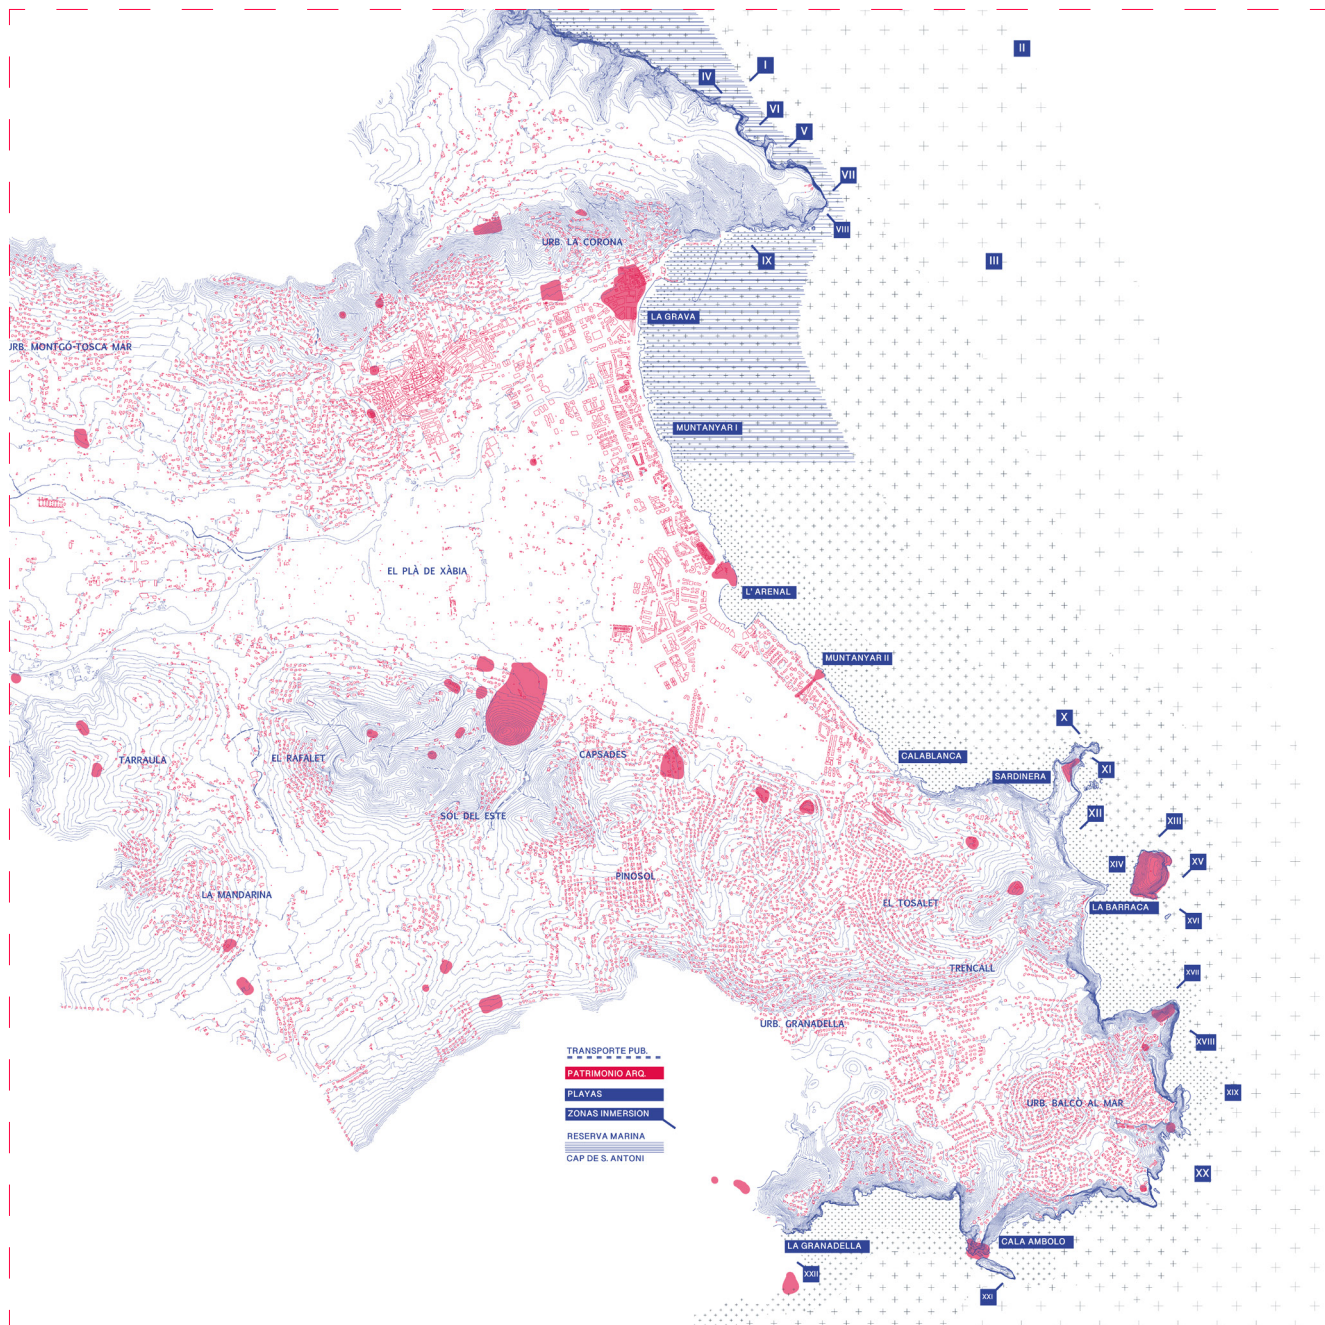 II
I
IV
VI
V
VII
VIII
URB. LA CORONA
IX
III
LA GRAVA
URB. MONTGÓ-TOSCA MAR
MUNTANYAR I
EL PLÀ DE XÀBIA
L' ARENAL
MUNTANYAR II
X
CAPSADES
CALABLANCA
EL RAFALET
TARRAULA
SARDINERA
XI
SOL DEL ESTE
XII
XIII
XIV
XV
PINOSOL
LA MANDARINA
EL TOSALET
LA BARRACA
XVI
TRENCALL
XVII
URB. GRANADELLA
XVIII
TRANSPORTE PUB.
PATRIMONIO ARQ.
PLAYAS
ZONAS INMERSION
RESERVA MARINA
CAP DE S. ANTONI
XIX
URB. BALCÓ AL MAR
XX
CALA AMBOLO
LA GRANADELLA
XXII
XXI